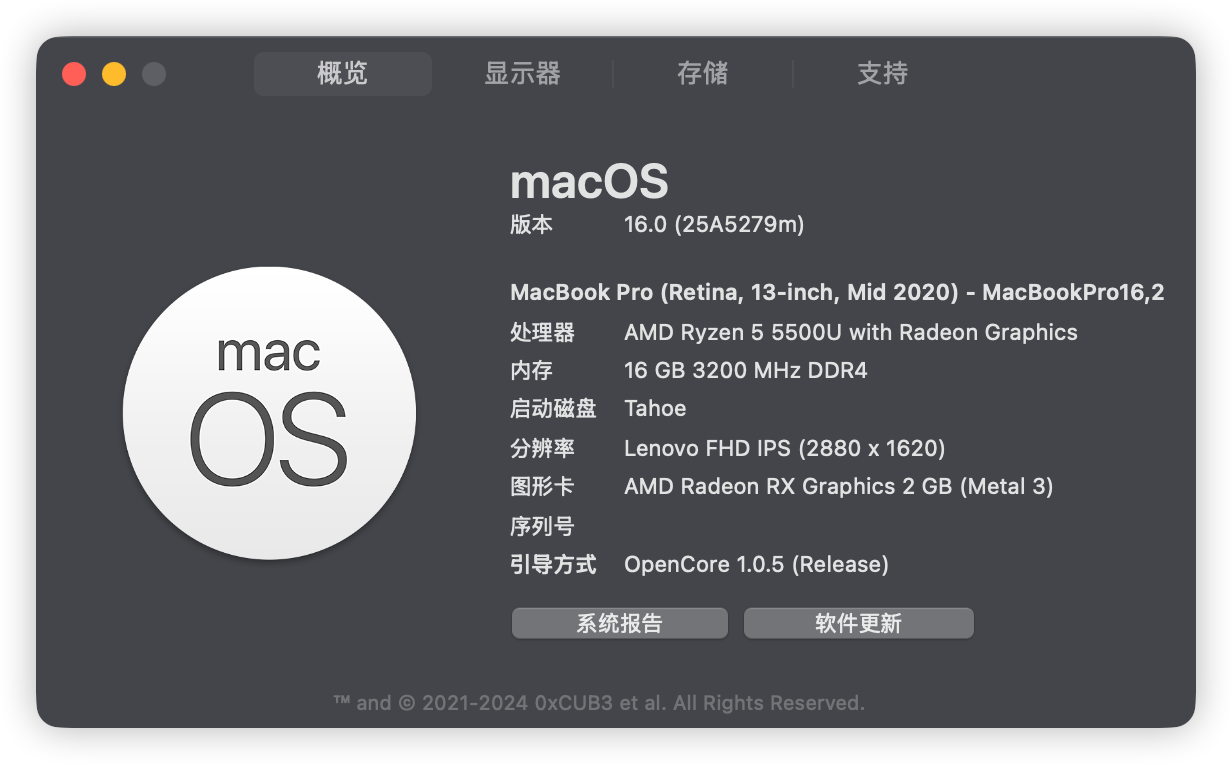 概览
显示器
存储
支持
mac
OS
macOS
版本 16.0 (25A5279m)
MacBook Pro (Retina, 13-inch, Mid 2020) - MacBookPro16,2
处理器 AMD Ryzen 5 5500U with Radeon Graphics
内存 16 GB 3200 MHz DDR4
启动磁盘 Tahoe
分辨率 Lenovo FHD IPS (2880 x 1620)
图形卡 AMD Radeon RX Graphics 2 GB (Metal 3)
序列号
引导方式 OpenCore 1.0.5 (Release)
系统报告
软件更新
™ and © 2021-2024 0xCUB3 et al. All Rights Reserved.